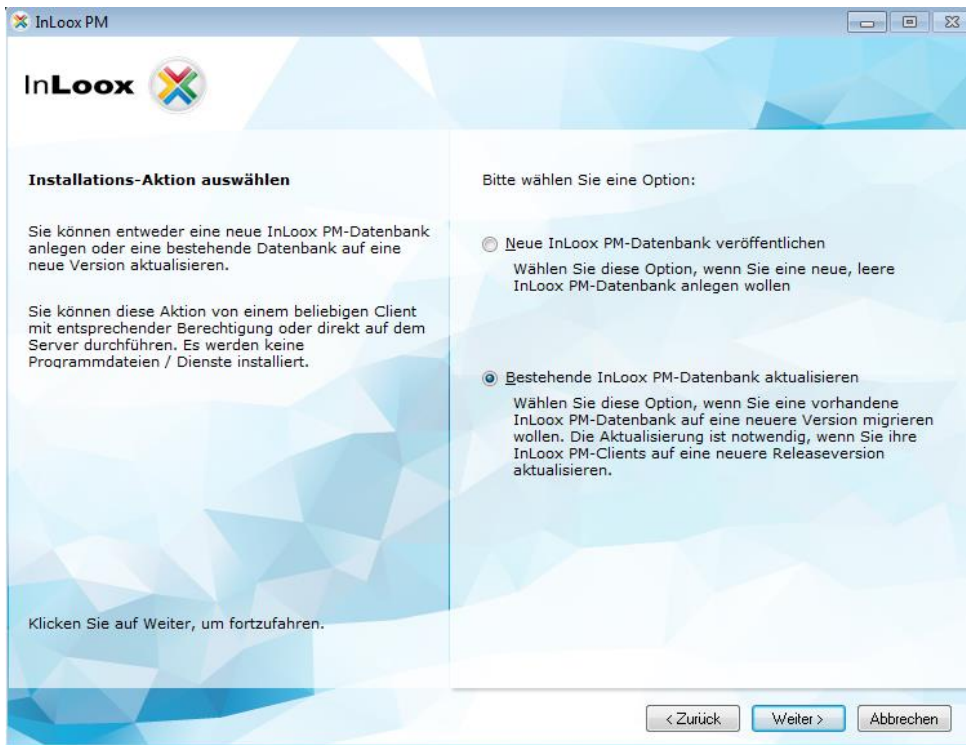 InLoox PM
InLoox
Installations-Aktion auswählen
Sie können entweder eine neue InLoox PM-Datenbank
anlegen oder eine bestehende Datenbank auf eine
neue Version aktualisieren.
Sie können diese Aktion von einem beliebigen Client
mit entsprechender Berechtigung oder direkt auf dem
Server durchführen. Es werden keine
Programmdateien / Dienste installiert.
Klicken Sie auf Weiter, um fortzufahren.
Bitte wählen Sie eine Option:
Neue InLoox PM-Datenbank veröffentlichen
Wählen Sie diese Option, wenn Sie eine neue, leere
InLoox PM-Datenbank anlegen wollen
Bestehende InLoox PM-Datenbank aktualisieren
Wählen Sie diese Option, wenn Sie eine vorhandene
InLoox PM-Datenbank auf eine neuere Version migrieren
wollen. Die Aktualisierung ist notwendig, wenn Sie ihre
InLoox PM-Clients auf eine neuere Releaseversion
aktualisieren.
< Zurück
Weiter >
Abbrechen